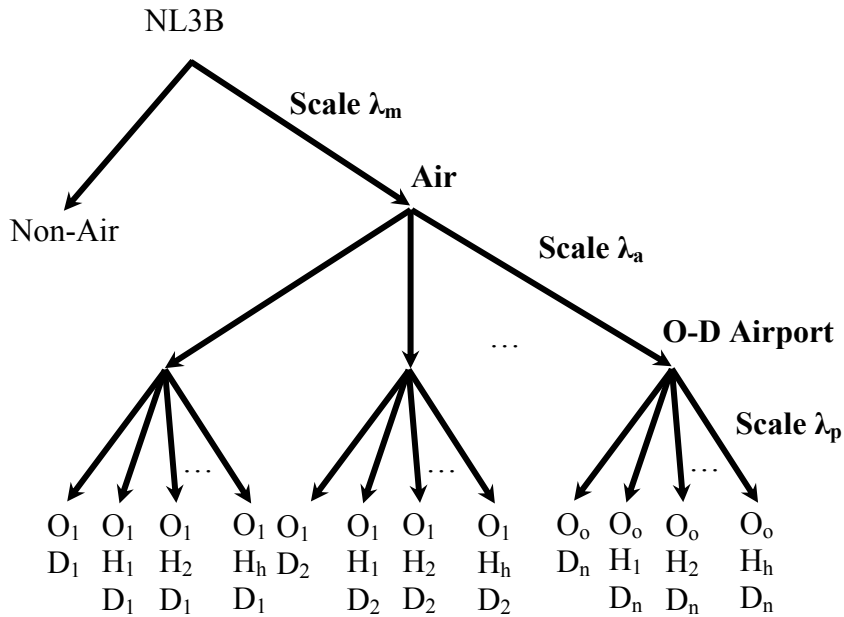 NL3B
Scale λₘ
Air
Non-Air
Scale λₐ
O-D Airport
…
Scale λₚ
… … …
O₁ O₁ O₁ O₁ O₁ O₁ O₁ O₁ Oₒ Oₒ Oₒ Oₒ
D₁ H₁ H₂ Hₕ D₂ H₁ H₂ Hₕ Dₙ H₁ H₂ Hₕ
D₁ D₁ D₁ D₂ D₂ D₂ Dₙ Dₙ Dₙ